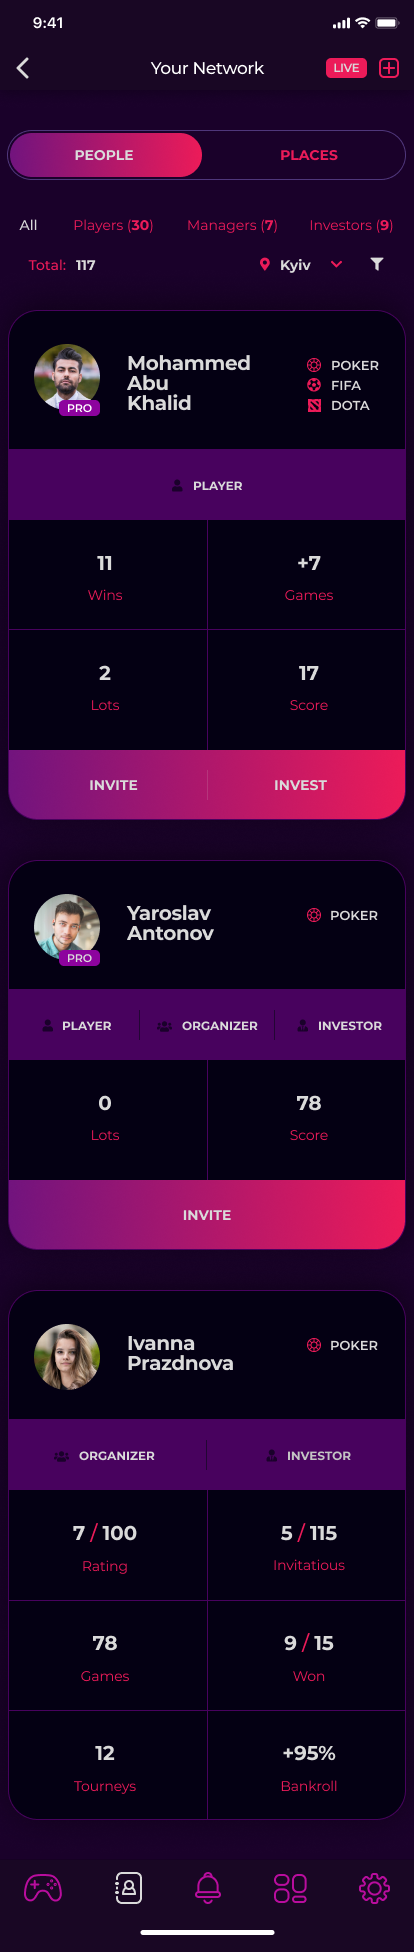 9:41
Your Network LIVE
PEOPLE PLACES
All Players (30) Managers (7) Investors (9)
Total: 117 Kyiv
Mohammed
Abu
Khalid
PRO
POKER
FIFA
DOTA
PLAYER
11 +7
Wins Games
2 17
Lots Score
INVITE INVEST
Yaroslav
Antonov
PRO
POKER
PLAYER ORGANIZER INVESTOR
0 78
Lots Score
INVITE
Ivanna
Prazdnova
POKER
ORGANIZER INVESTOR
7 / 100 5 / 115
Rating Invitatious
78 9 / 15
Games Won
12 +95%
Tourneys Bankroll